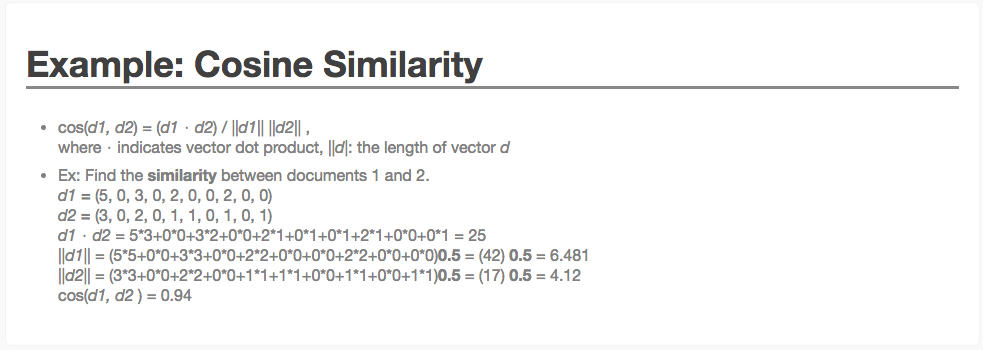 Example: Cosine Similarity
• cos(d1, d2) = (d1 · d2) / ||d1|| ||d2|| ,
where · indicates vector dot product, ||d|: the length of vector d
• Ex: Find the similarity between documents 1 and 2.
d1 = (5, 0, 3, 0, 2, 0, 0, 2, 0, 0)
d2 = (3, 0, 2, 0, 1, 1, 0, 1, 0, 1)
d1 · d2 = 5*3+0*0+3*2+0*0+2*1+0*1+0*1+2*1+0*0+0*1 = 25
||d1|| = (5*5+0*0+3*3+0*0+2*2+0*0+0*0+2*2+0*0+0*0)0.5 = (42) 0.5 = 6.481
||d2|| = (3*3+0*0+2*2+0*0+1*1+1*1+0*0+1*1+0*0+1*1)0.5 = (17) 0.5 = 4.12
cos(d1, d2 ) = 0.94